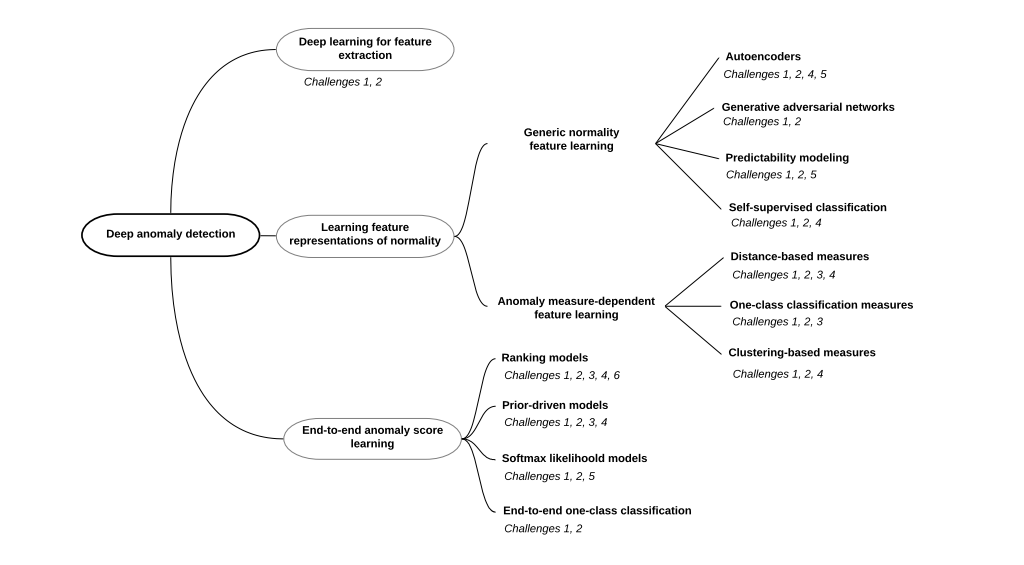 Deep learning for feature
extraction
Challenges 1, 2
Deep anomaly detection
Learning feature
representations of normality
Generic normality
feature learning
Autoencoders
Challenges 1, 2, 4, 5
Generative adversarial networks
Challenges 1, 2
Predictability modeling
Challenges 1, 2, 5
Self-supervised classification
Challenges 1, 2, 4
Anomaly measure-dependent
feature learning
Distance-based measures
Challenges 1, 2, 3, 4
One-class classification measures
Challenges 1, 2, 3
Clustering-based measures
Challenges 1, 2, 4
End-to-end anomaly score
learning
Ranking models
Challenges 1, 2, 3, 4, 6
Prior-driven models
Challenges 1, 2, 3, 4
Softmax likelihoold models
Challenges 1, 2, 5
End-to-end one-class classification
Challenges 1, 2